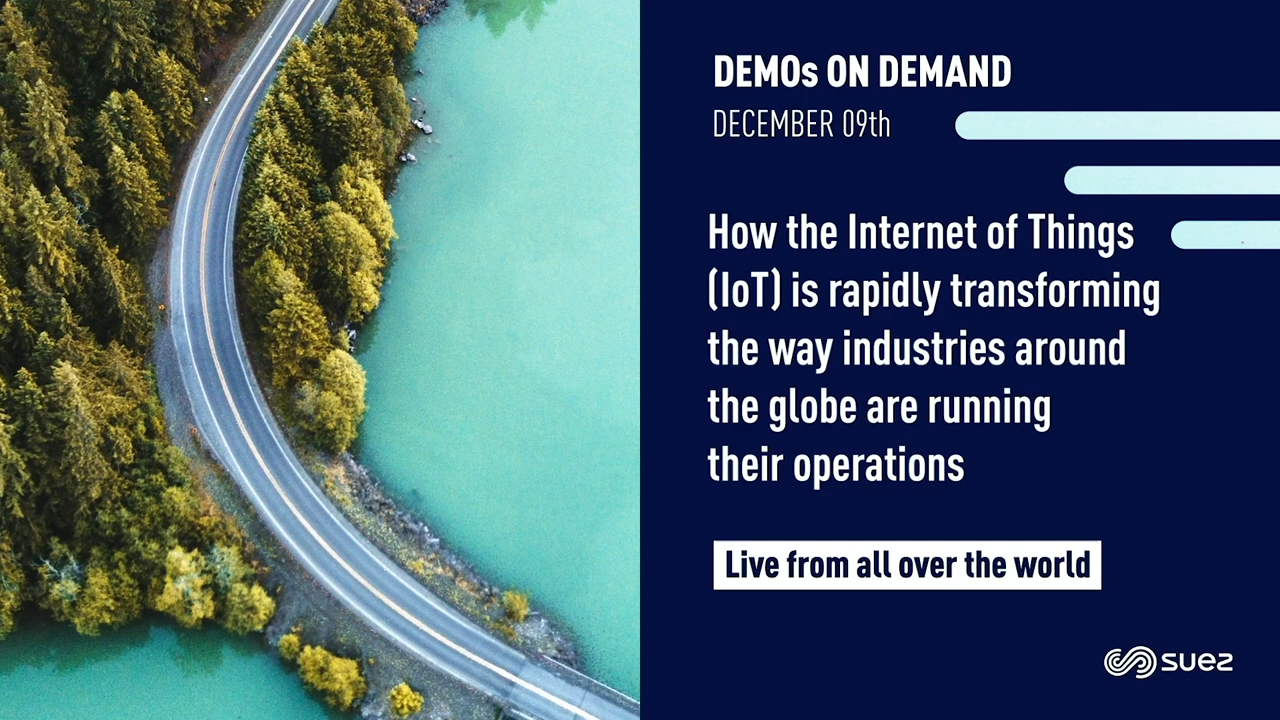 DEMOs ON DEMAND
DECEMBER 09th
How the Internet of Things
(IoT) is rapidly transforming
the way industries around
the globe are running
their operations
Live from all over the world
suez